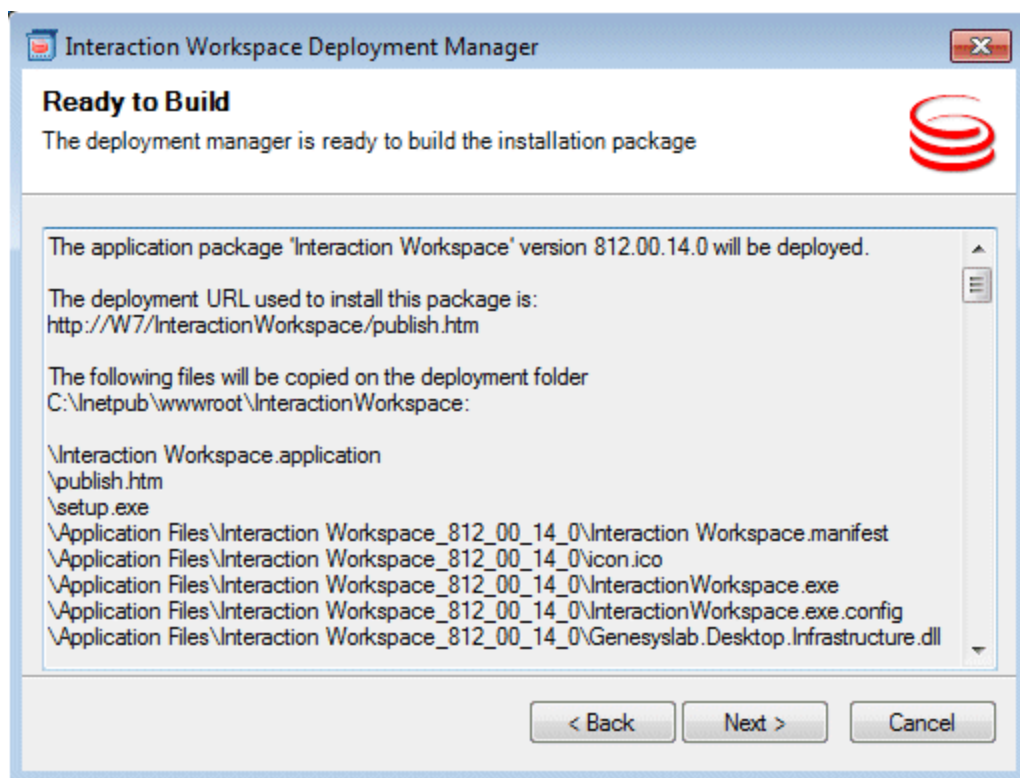 Interaction Workspace Deployment Manager
Ready to Build
The deployment manager is ready to build the installation package
The application package 'Interaction Workspace' version 812.00.14.0 will be deployed.
The deployment URL used to install this package is:
http://W7/InteractionWorkspace/publish.htm
The following files will be copied on the deployment folder
C:\Inetpub\wwwroot\InteractionWorkspace:
\Interaction Workspace.application
\publish.htm
\setup.exe
\Application Files\Interaction Workspace_812_00_14_0\Interaction Workspace.manifest
\Application Files\Interaction Workspace_812_00_14_0\icon.ico
\Application Files\Interaction Workspace_812_00_14_0\InteractionWorkspace.exe
\Application Files\Interaction Workspace_812_00_14_0\InteractionWorkspace.exe.config
\Application Files\Interaction Workspace_812_00_14_0\Genesyslab.Desktop.Infrastructure.dll
< Back Next > Cancel